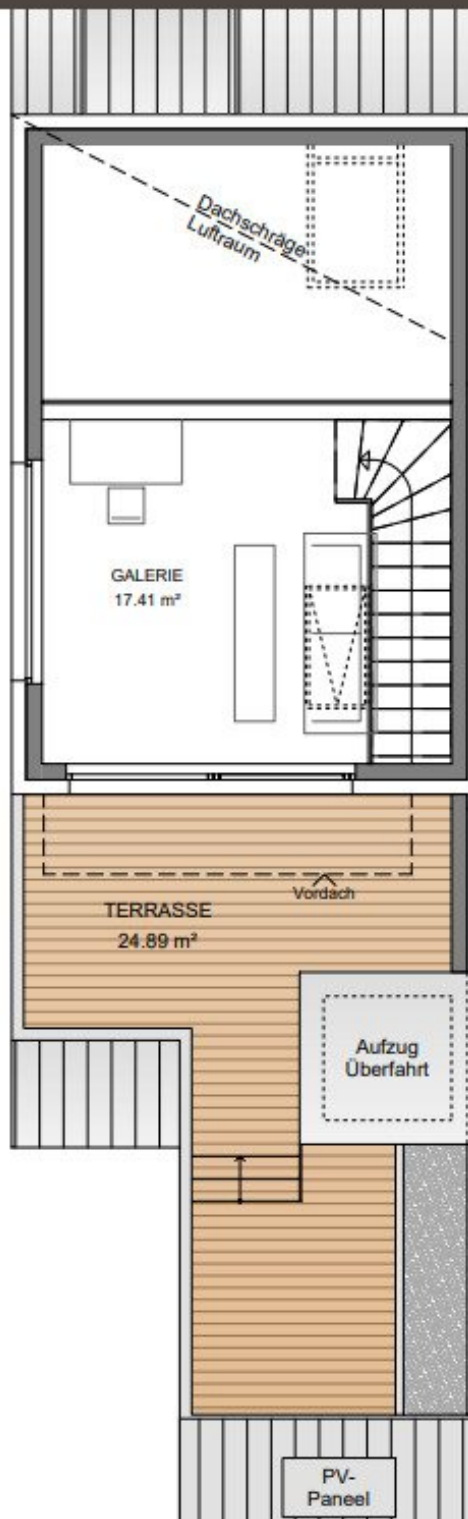 Dachschräge
Luftraum
GALERIE
17.41 m²
Vordach
TERRASSE
24.89 m²
Aufzug
Überfahrt
PV-
Paneel